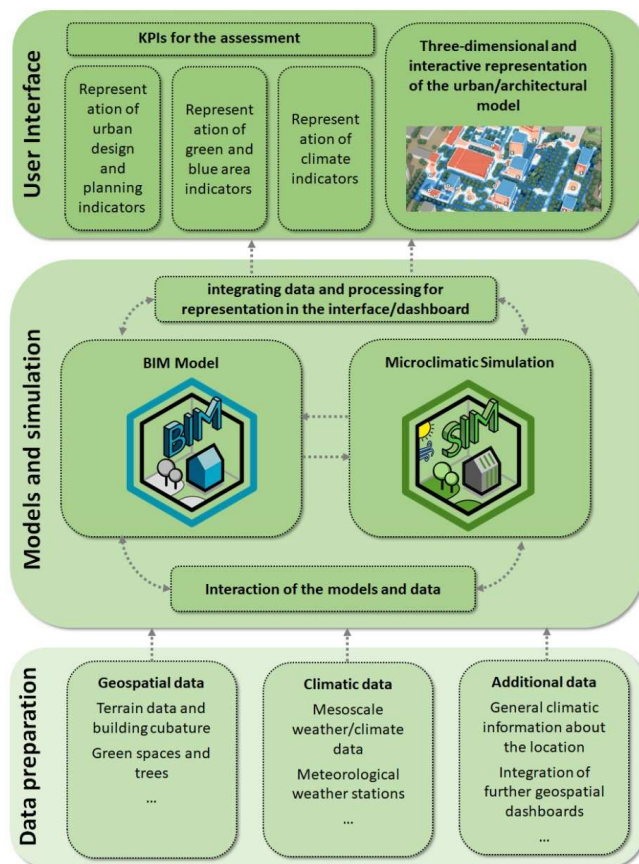 User Interface
KPIs for the assessment
Represent
ation of
urban
design
and
planning
indicators
Represent
ation of
green and
blue area
indicators
Represent
ation of
climate
indicators
Three-dimensional and
interactive representation
of the urban/architectural
model
Models and simulation
integrating data and processing for
representation in the interface/dashboard
BIM Model
BIM
Microclimatic Simulation
SIM
Interaction of the models and data
Data preparation
Geospatial data
Terrain data and
building cubature
Green spaces and
trees
...
Climatic data
Mesoscale
weather/climate
data
Meteorological
weather stations
...
Additional data
General climatic
information about
the location
Integration of
further geospatial
dashboards
...